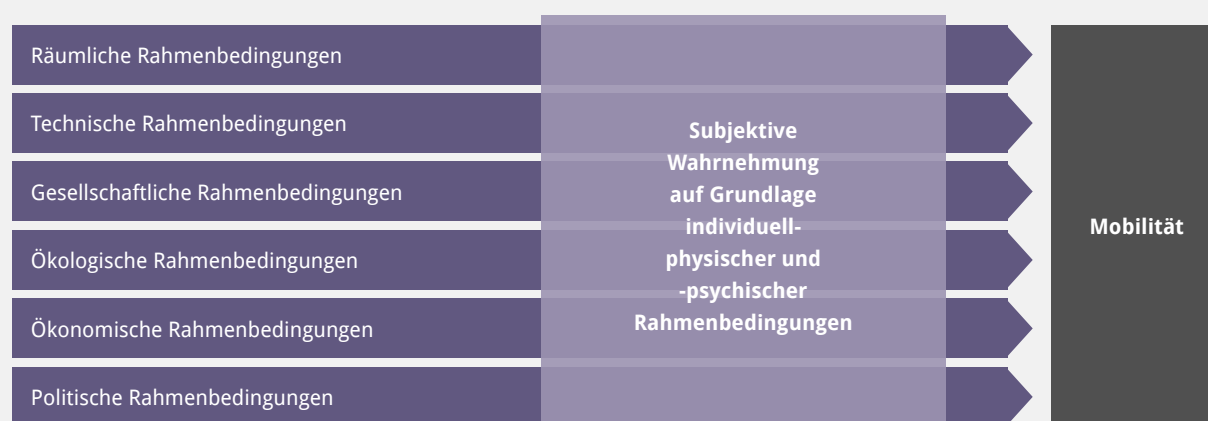 Räumliche Rahmenbedingungen
Technische Rahmenbedingungen
Gesellschaftliche Rahmenbedingungen
Ökologische Rahmenbedingungen
Ökonomische Rahmenbedingungen
Politische Rahmenbedingungen
Subjektive
Wahrnehmung
auf Grundlage
individuell-
physischer und
-psychischer
Rahmenbedingungen
Mobilität